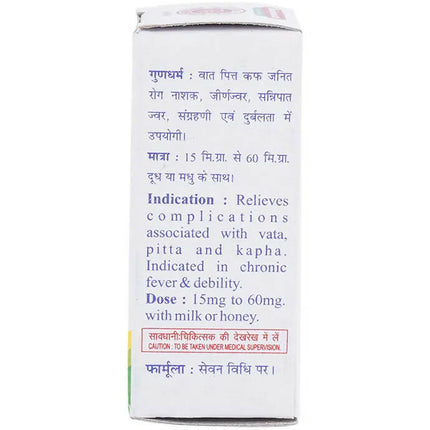 गुणधर्म : वात पित्त कफ जनित
रोग नाशक, जीर्णज्वर, सन्निपात
ज्वर, संग्रहणी एवं दुर्बलता में
उपयोगी।
मात्रा : 15 मि.ग्रा. से 60 मि.ग्रा.
दूध या मधु के साथ।
Indication : Relieves
complications
associated with vata,
pitta and kapha.
Indicated in chronic
fever & debility.
Dose : 15mg to 60mg.
with milk or honey.
सावधानी:चिकित्सक की देखरेख में लें
CAUTION : TO BE TAKEN UNDER MEDICAL SUPERVISION.
फार्मूला : सेवन विधि पर।